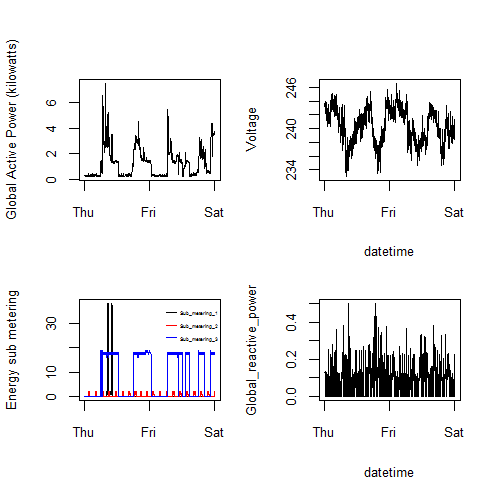 Global Active Power (kilowatts)
6
4
2
0
Thu Fri Sat
Voltage
246
240
234
Thu Fri Sat
datetime
Energy sub metering
30
10
0
Sub_metering_1
Sub_metering_2
Sub_metering_3
Thu Fri Sat
Global_reactive_power
0.4
0.2
0.0
Thu Fri Sat
datetime